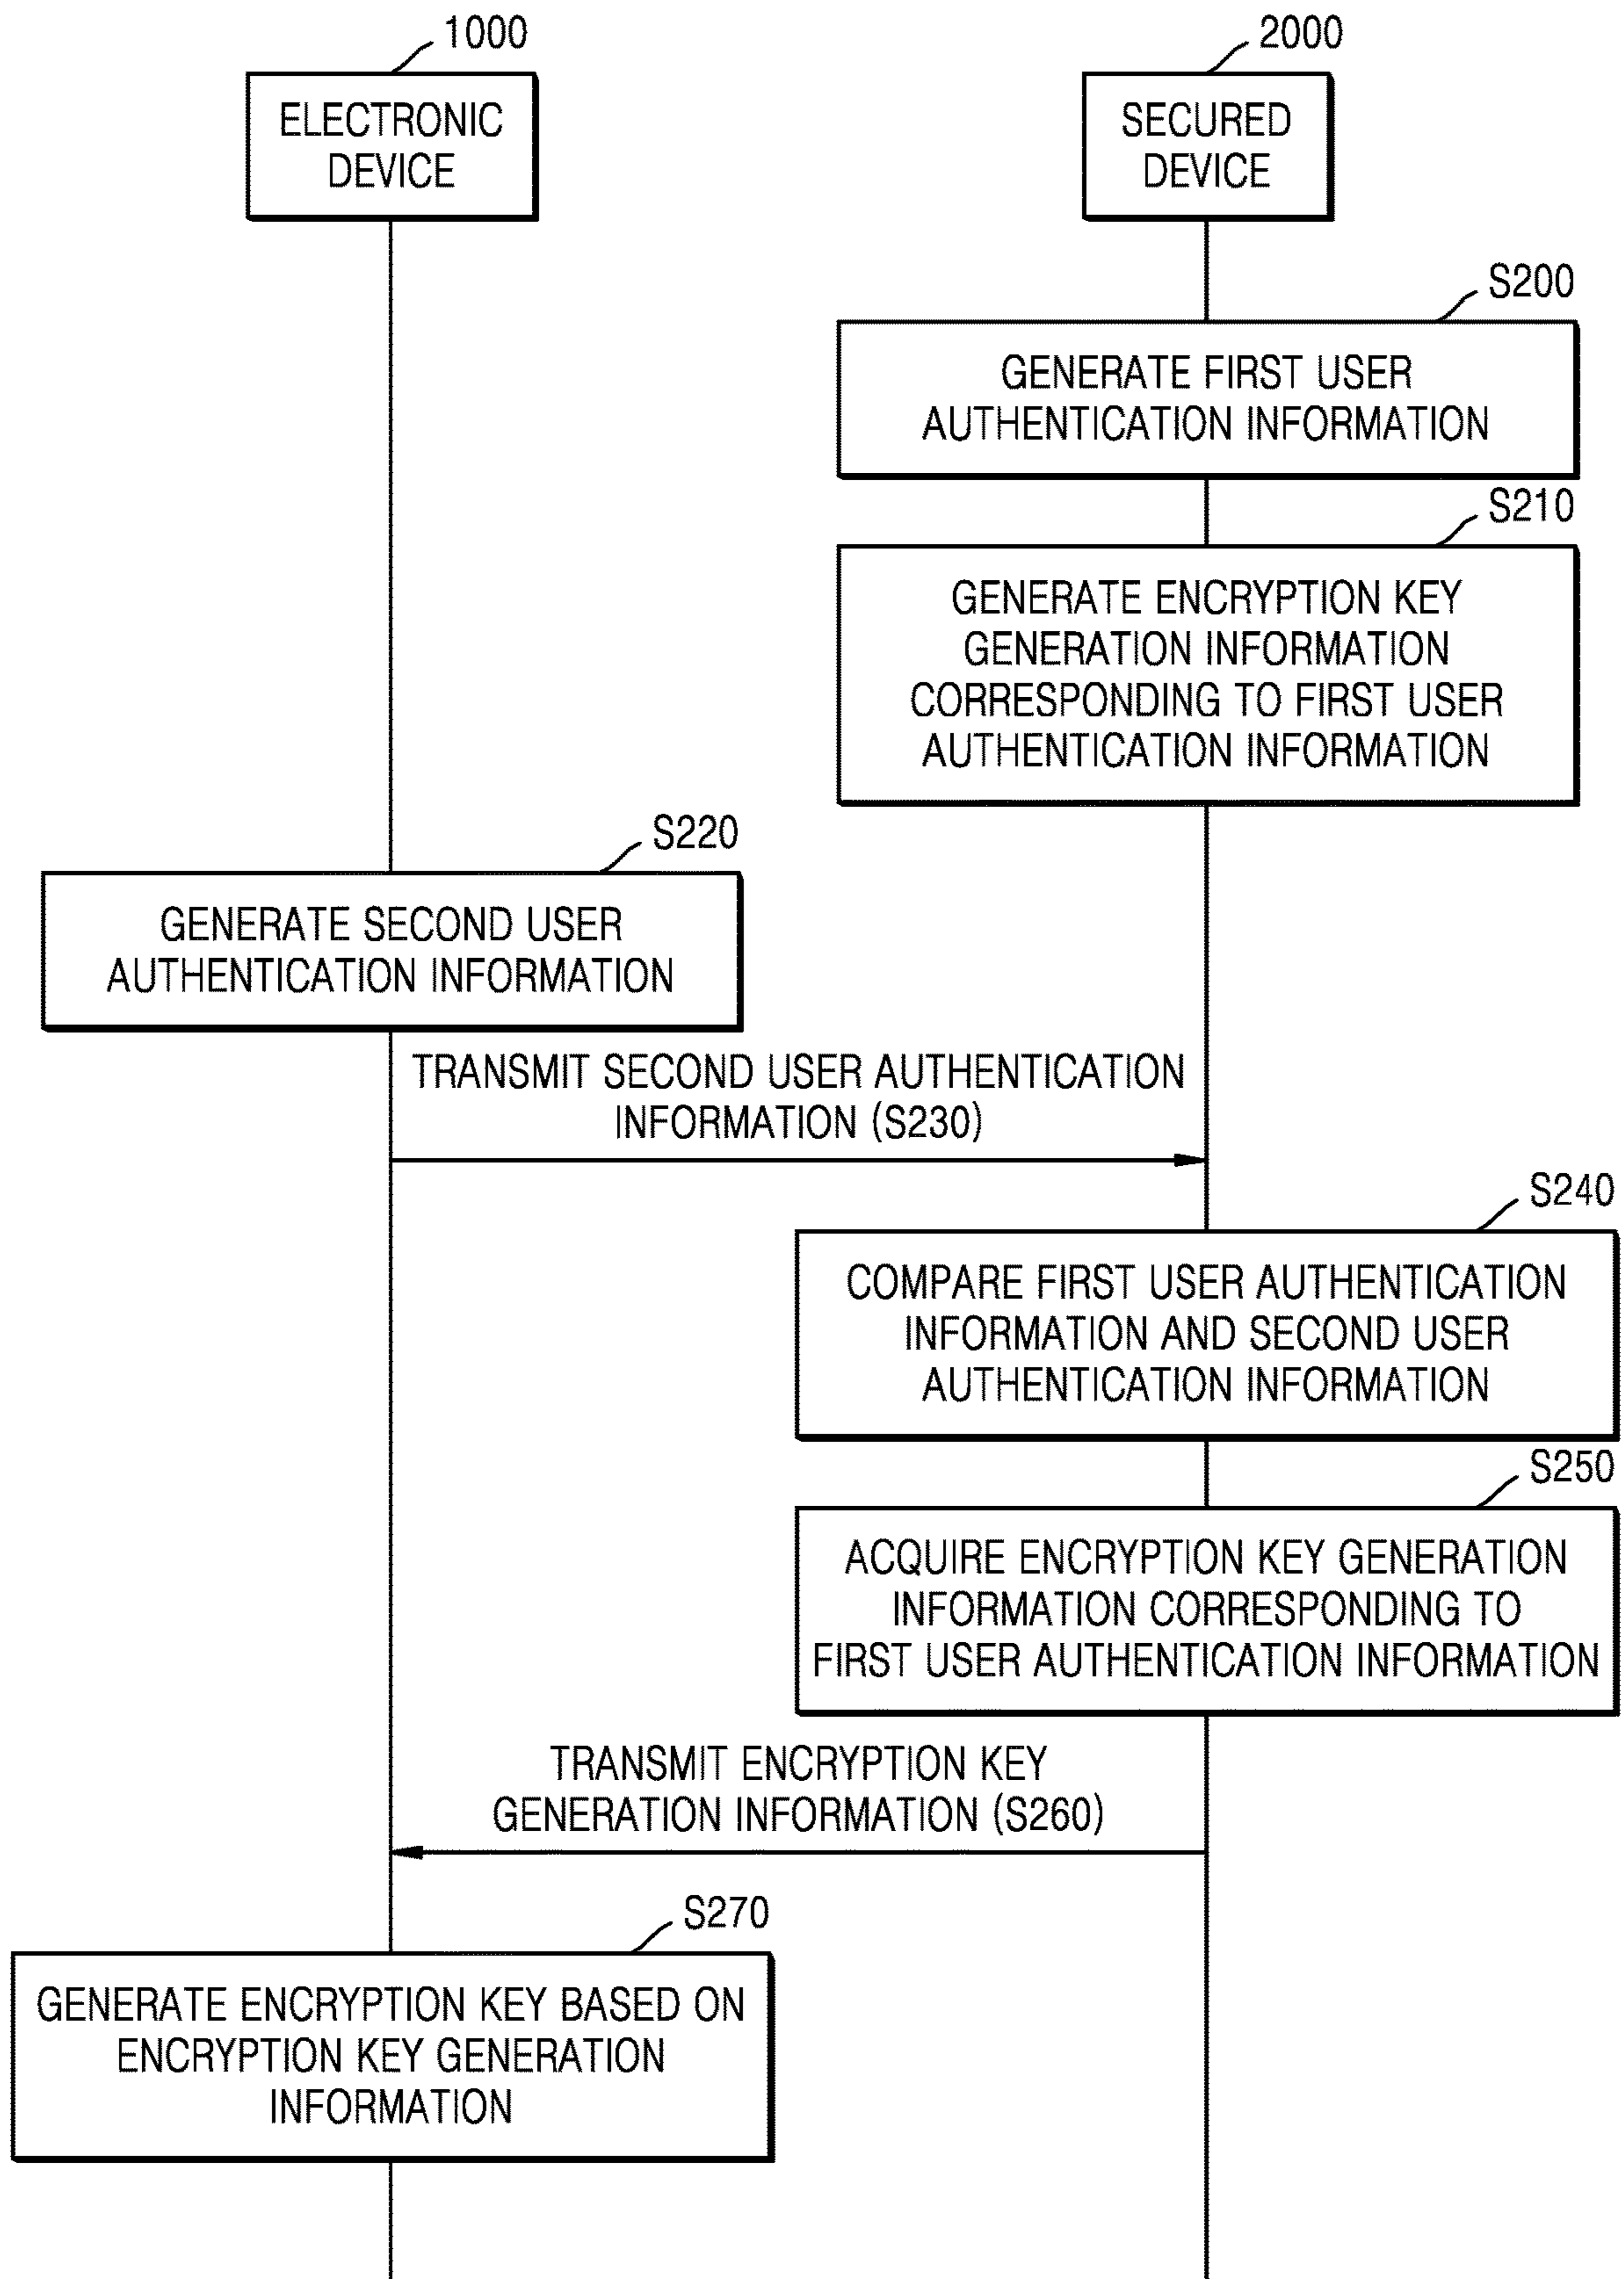 1000
2000
ELECTRONIC
DEVICE
SECURED
DEVICE
S200
GENERATE FIRST USER
AUTHENTICATION INFORMATION
S210
GENERATE ENCRYPTION KEY
GENERATION INFORMATION
CORRESPONDING TO FIRST USER
AUTHENTICATION INFORMATION
S220
GENERATE SECOND USER
AUTHENTICATION INFORMATION
TRANSMIT SECOND USER AUTHENTICATION
INFORMATION (S230)
S240
COMPARE FIRST USER AUTHENTICATION
INFORMATION AND SECOND USER
AUTHENTICATION INFORMATION
S250
ACQUIRE ENCRYPTION KEY GENERATION
INFORMATION CORRESPONDING TO
FIRST USER AUTHENTICATION INFORMATION
TRANSMIT ENCRYPTION KEY
GENERATION INFORMATION (S260)
S270
GENERATE ENCRYPTION KEY BASED ON
ENCRYPTION KEY GENERATION
INFORMATION